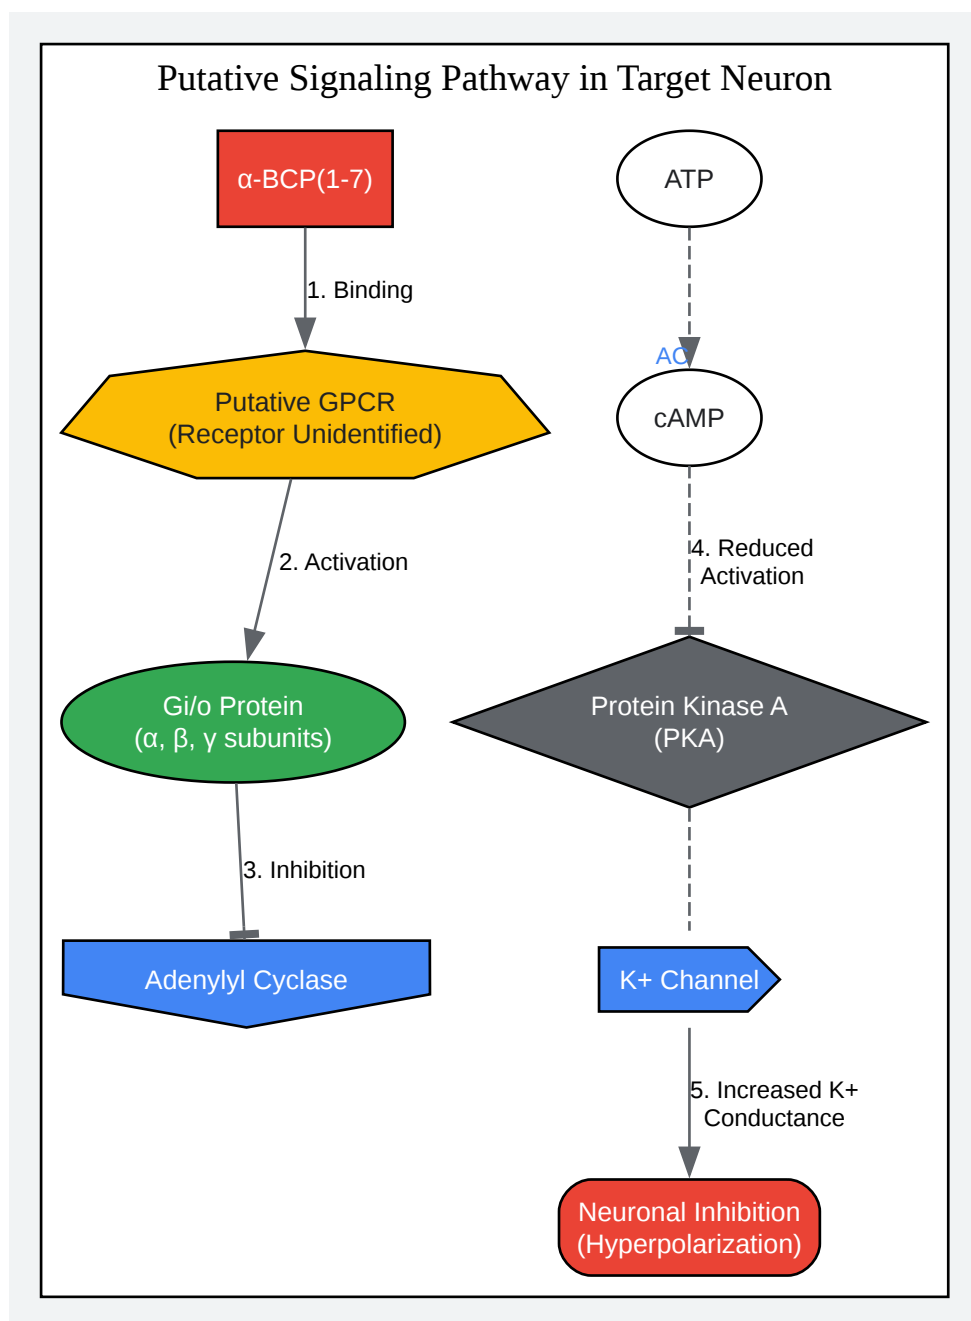 Putative Signaling Pathway in Target Neuron
α-BCP(1-7)
1. Binding
Putative GPCR
(Receptor Unidentified)
2. Activation
Gi/o Protein
(α, β, γ subunits)
3. Inhibition
Adenylyl Cyclase
ATP
AC
cAMP
4. Reduced
Activation
Protein Kinase A
(PKA)
K+ Channel
5. Increased K+
Conductance
Neuronal Inhibition
(Hyperpolarization)